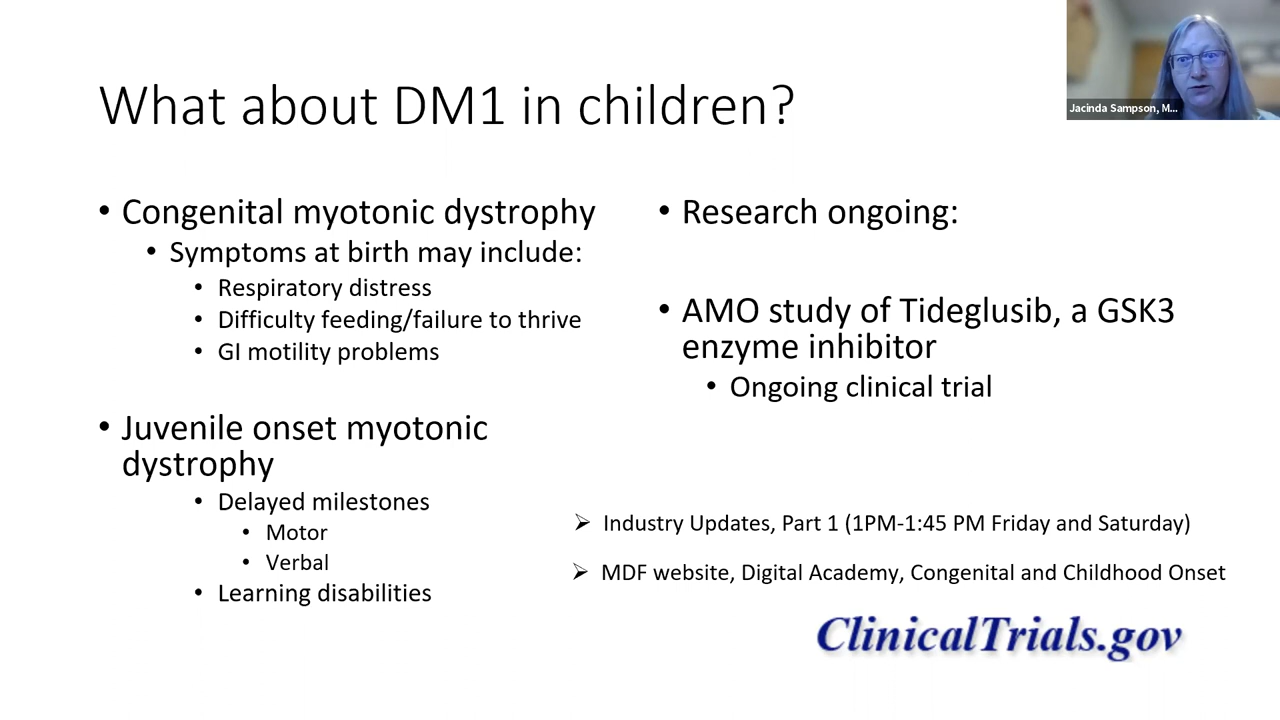 What about DM1 in children?
Jacinda Sampson, M...
• Congenital myotonic dystrophy
• Symptoms at birth may include:
• Respiratory distress
• Difficulty feeding/failure to thrive
• GI motility problems
• Juvenile onset myotonic
dystrophy
• Delayed milestones
• Motor
• Verbal
• Learning disabilities
• Research ongoing:
• AMO study of Tideglusib, a GSK3
enzyme inhibitor
• Ongoing clinical trial
➢ Industry Updates, Part 1 (1PM-1:45 PM Friday and Saturday)
➢ MDF website, Digital Academy, Congenital and Childhood Onset
ClinicalTrials.gov